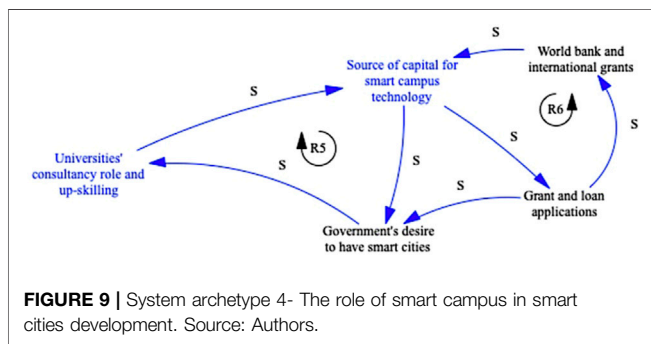 S
World bank and
international grants
Source of capital for
smart campus
technology
S
R6
S
S
R5
Universities'
consultancy role and
up-skilling
S
S
S
Grant and loan
applications
Government's desire
to have smart cities
FIGURE 9 | System archetype 4- The role of smart campus in smart
cities development. Source: Authors.